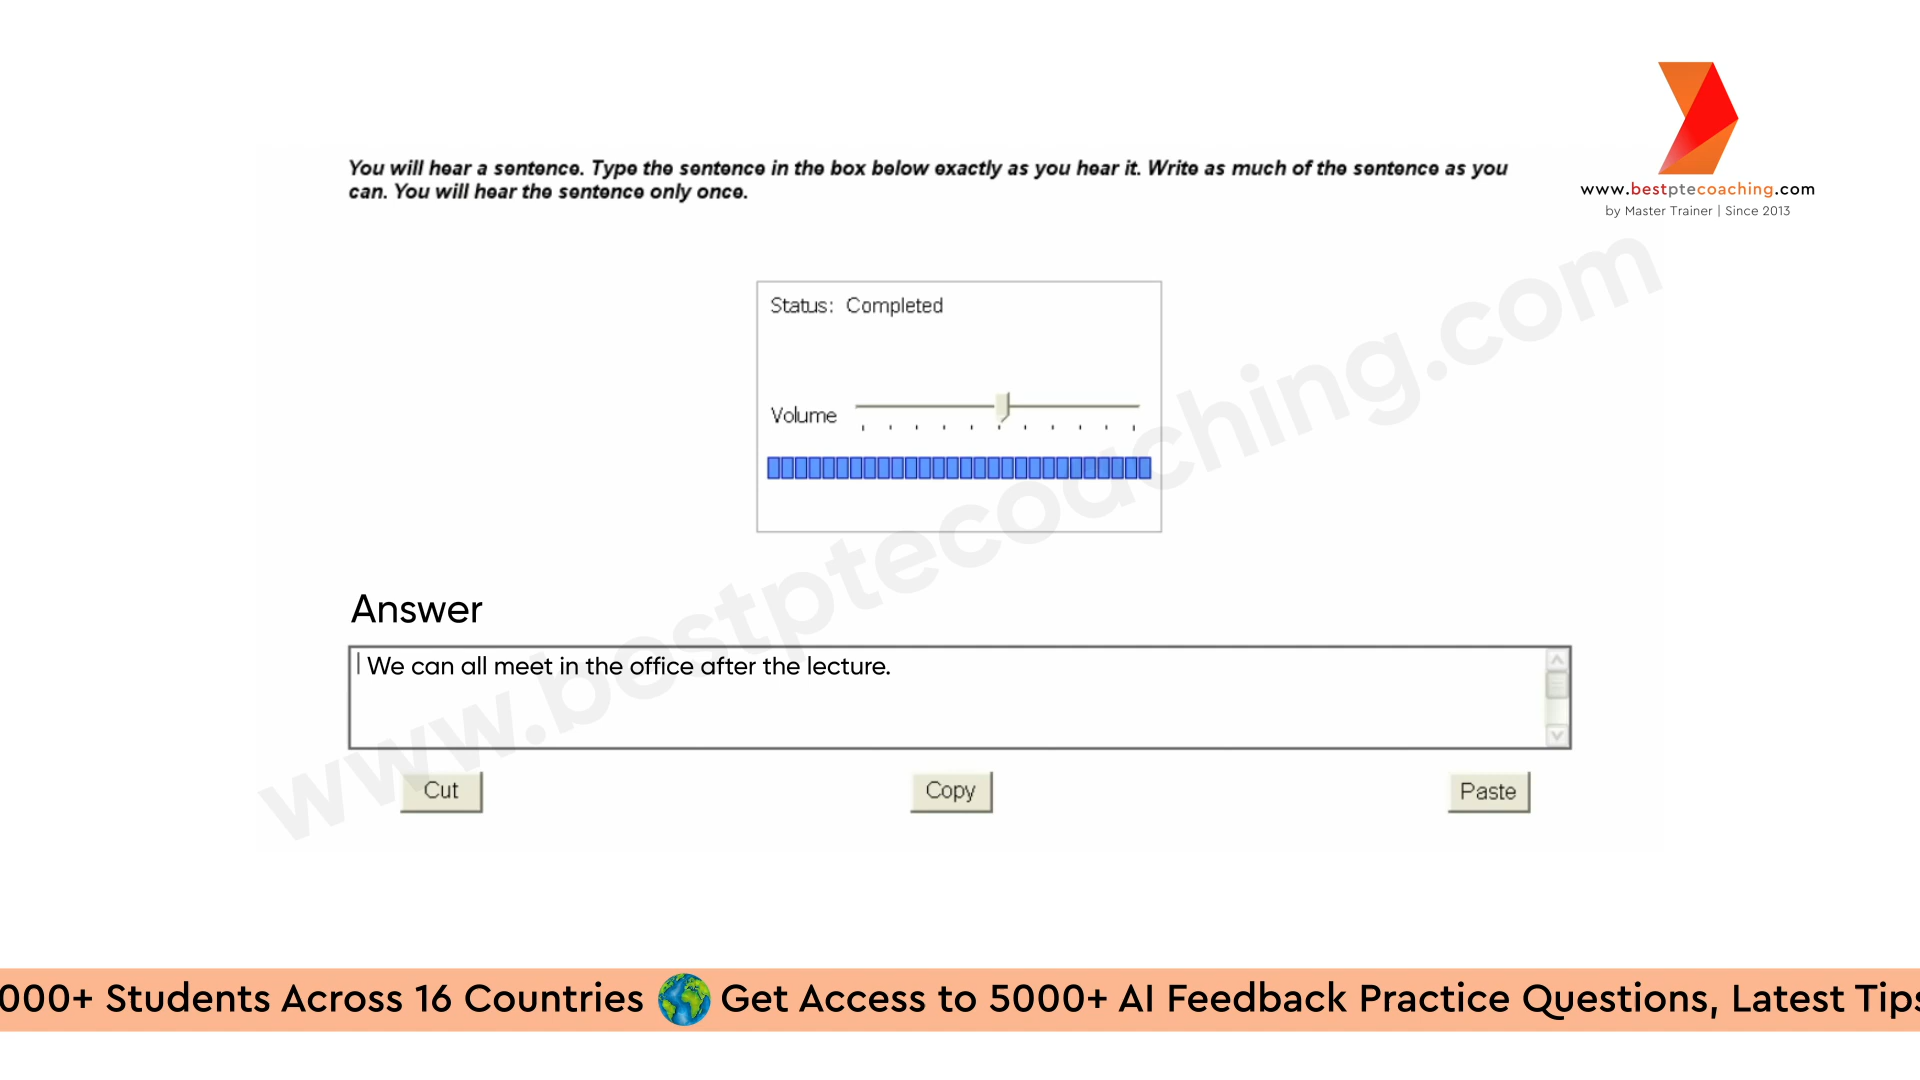 www.bestptecoaching.com
by Master Trainer | Since 2013
You will hear a sentence. Type the sentence in the box below exactly as you hear it. Write as much of the sentence as you
can. You will hear the sentence only once.
Status: Completed
Volume
www.bestptecoaching.com
Answer
We can all meet in the office after the lecture.
Cut
Copy
Paste
000+ Students Across 16 Countries 🌍 Get Access to 5000+ AI Feedback Practice Questions, Latest Tips